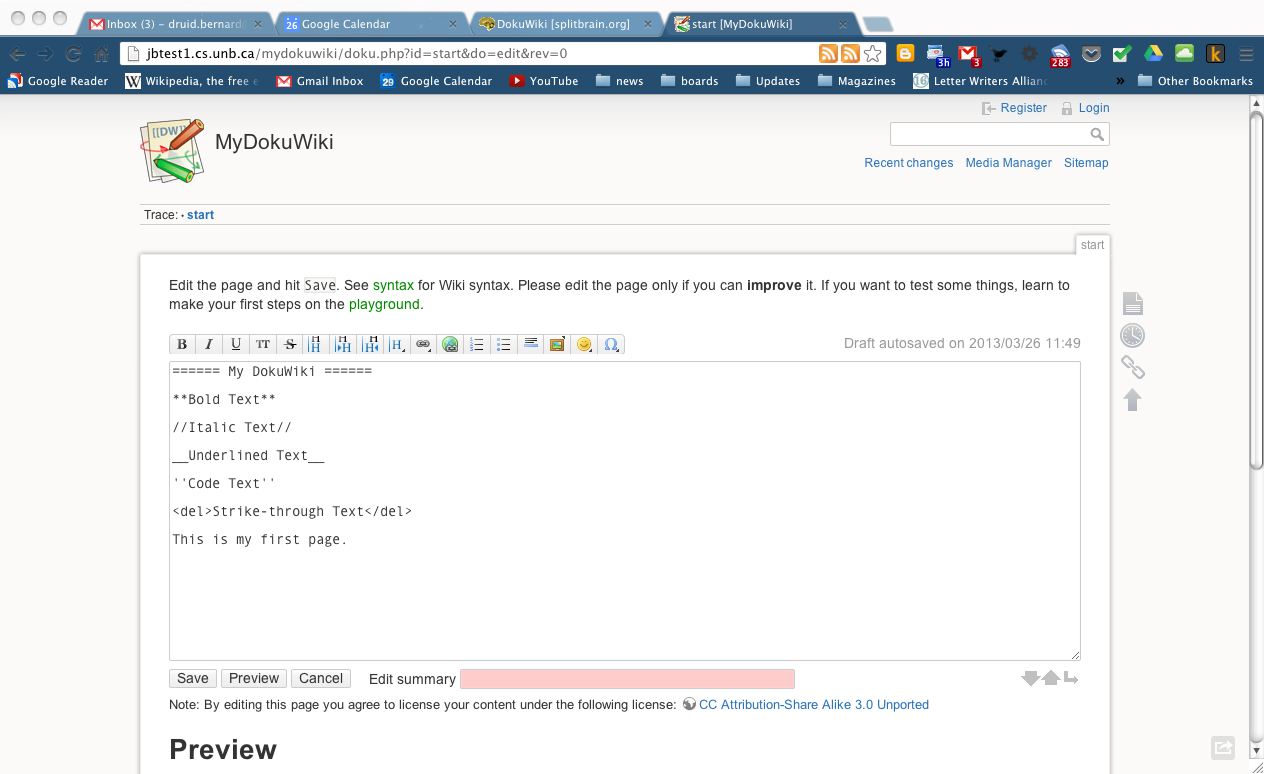 Inbox (3) – druid.bernard
26 Google Calendar
DokuWiki [splitbrain.org]
start [MyDokuWiki]
jbtest1.cs.unb.ca/mydokuwiki/doku.php?id=start&do=edit&rev=0
3h
3
283
k
Google Reader
W Wikipedia, the free e
Gmail Inbox
29 Google Calendar
YouTube
news
boards
Updates
Magazines
16 Letter Writers Allianc
»
Other Bookmarks
Register
Login
[[DW]]
MyDokuWiki
Recent changes
Media Manager
Sitemap
Trace: • start
start
Edit the page and hit Save. See syntax for Wiki syntax. Please edit the page only if you can improve it. If you want to test some things, learn to
make your first steps on the playground.
B I U TT S H H H H
Ω
Draft autosaved on 2013/03/26 11:49
====== My DokuWiki ======
**Bold Text**
//Italic Text//
__Underlined Text__
''Code Text''
<del>Strike-through Text</del>
This is my first page.
Save
Preview
Cancel
Edit summary
Note: By editing this page you agree to license your content under the following license: CC Attribution-Share Alike 3.0 Unported
Preview